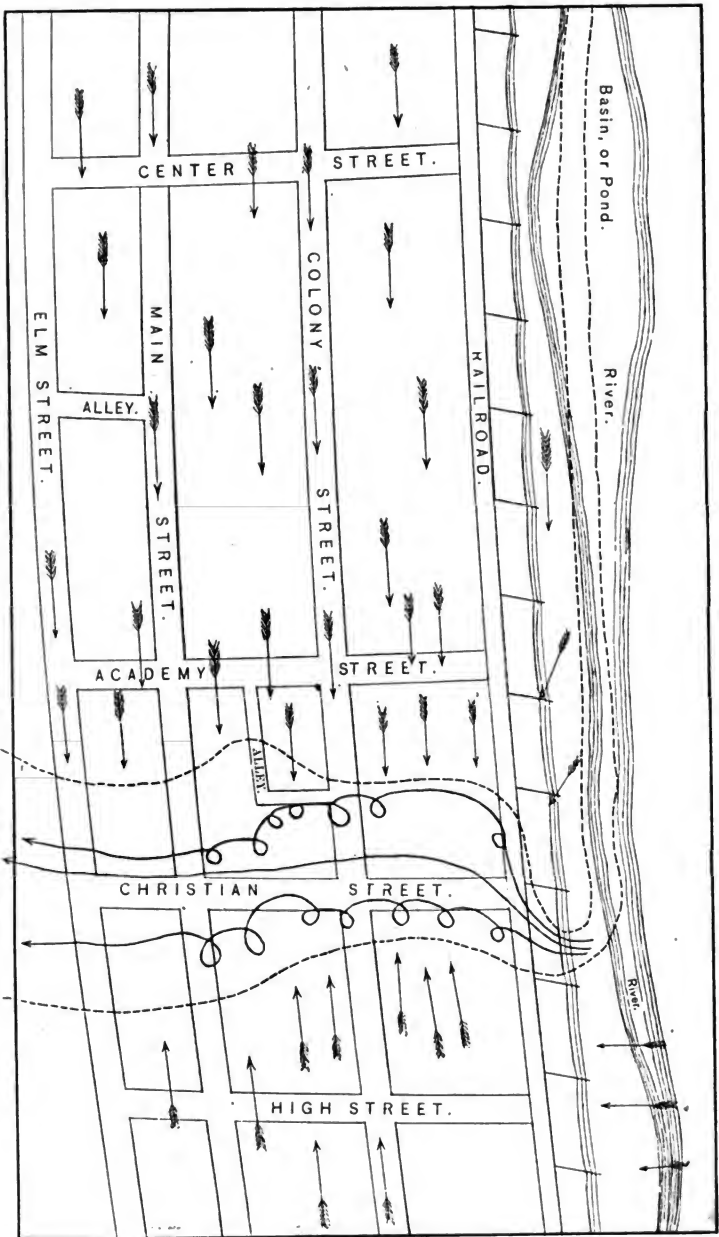 Basin, or Pond.
River.
CENTER STREET.
ELM STREET.
MAIN STREET.
COLONY STREET.
RAILROAD.
ALLEY.
ACADEMY STREET.
ALLEY.
CHRISTIAN STREET.
River.
HIGH STREET.